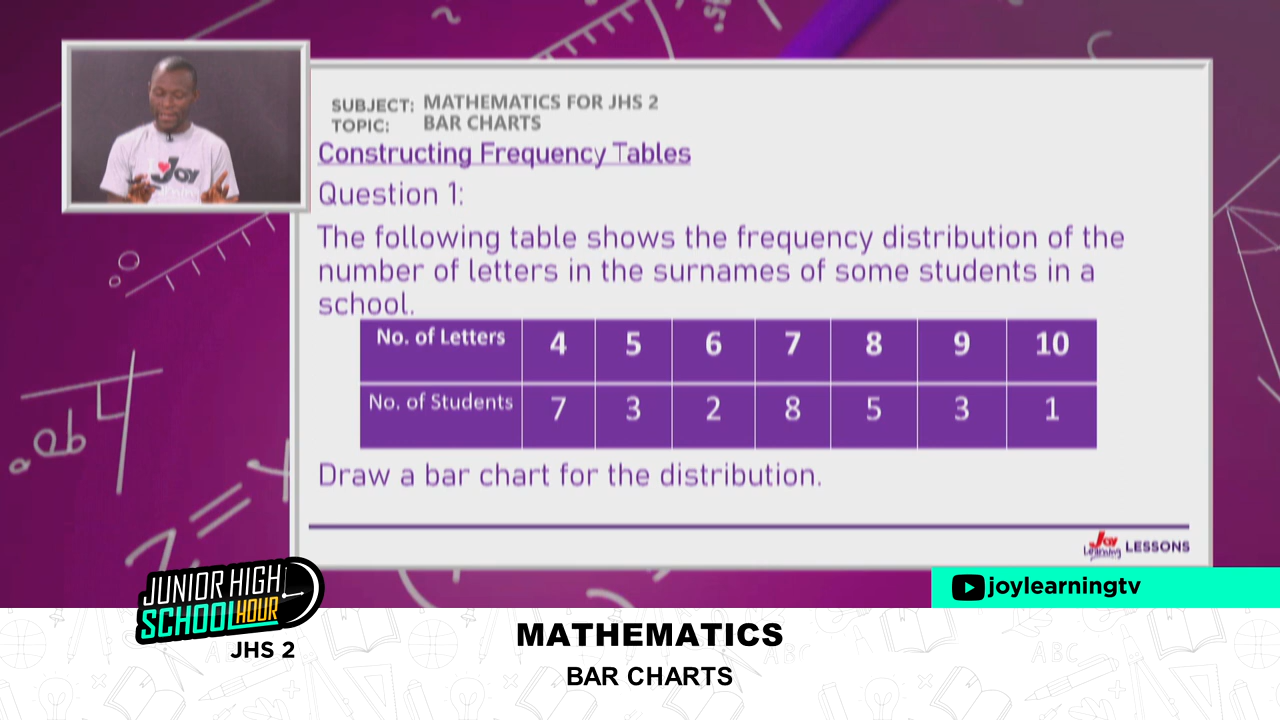 SUBJECT: MATHEMATICS FOR JHS 2
TOPIC: BAR CHARTS
Constructing Frequency Tables
Question 1:
The following table shows the frequency distribution of the
number of letters in the surnames of some students in a
school.
No. of Letters 4 5 6 7 8 9 10
No. of Students 7 3 2 8 5 3 1
Draw a bar chart for the distribution.
Joy Learning LESSONS
joylearningtv
JUNIOR HIGH
SCHOOL HOUR
JHS 2
MATHEMATICS
BAR CHARTS